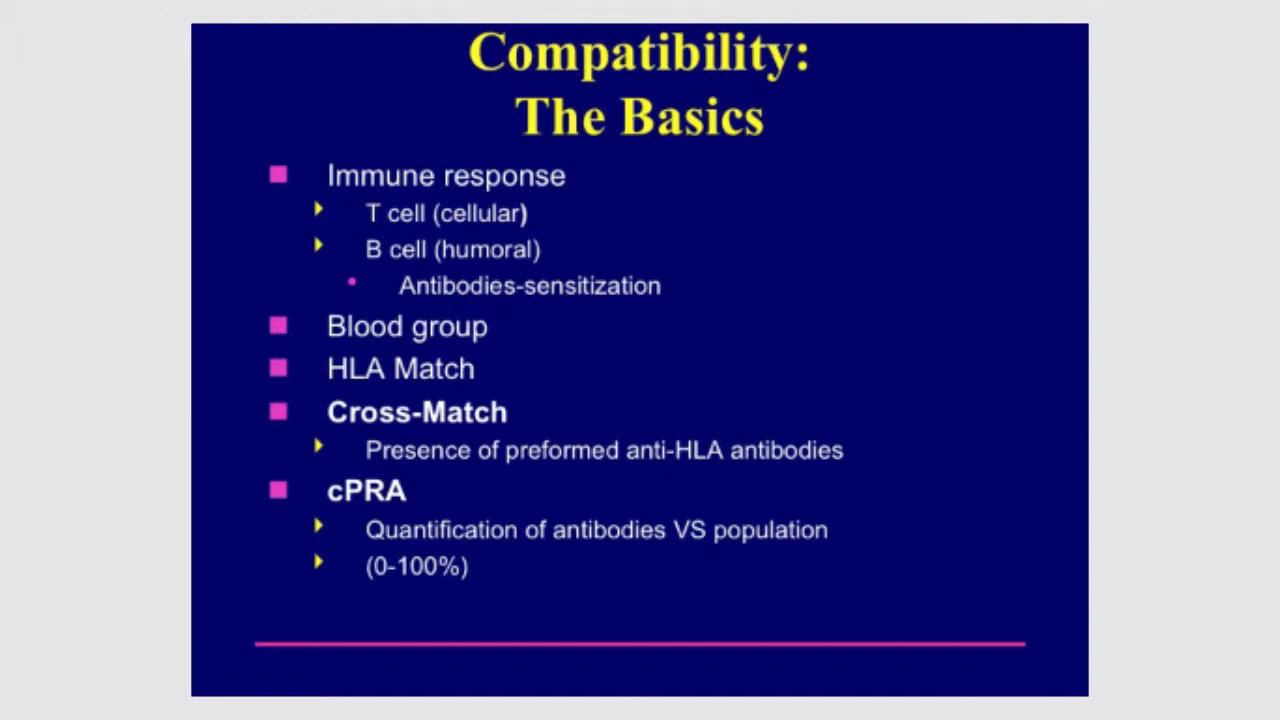 Compatibility:
The Basics
Immune response
T cell (cellular)
B cell (humoral)
Antibodies-sensitization
Blood group
HLA Match
Cross-Match
Presence of preformed anti-HLA antibodies
cPRA
Quantification of antibodies VS population
(0-100%)